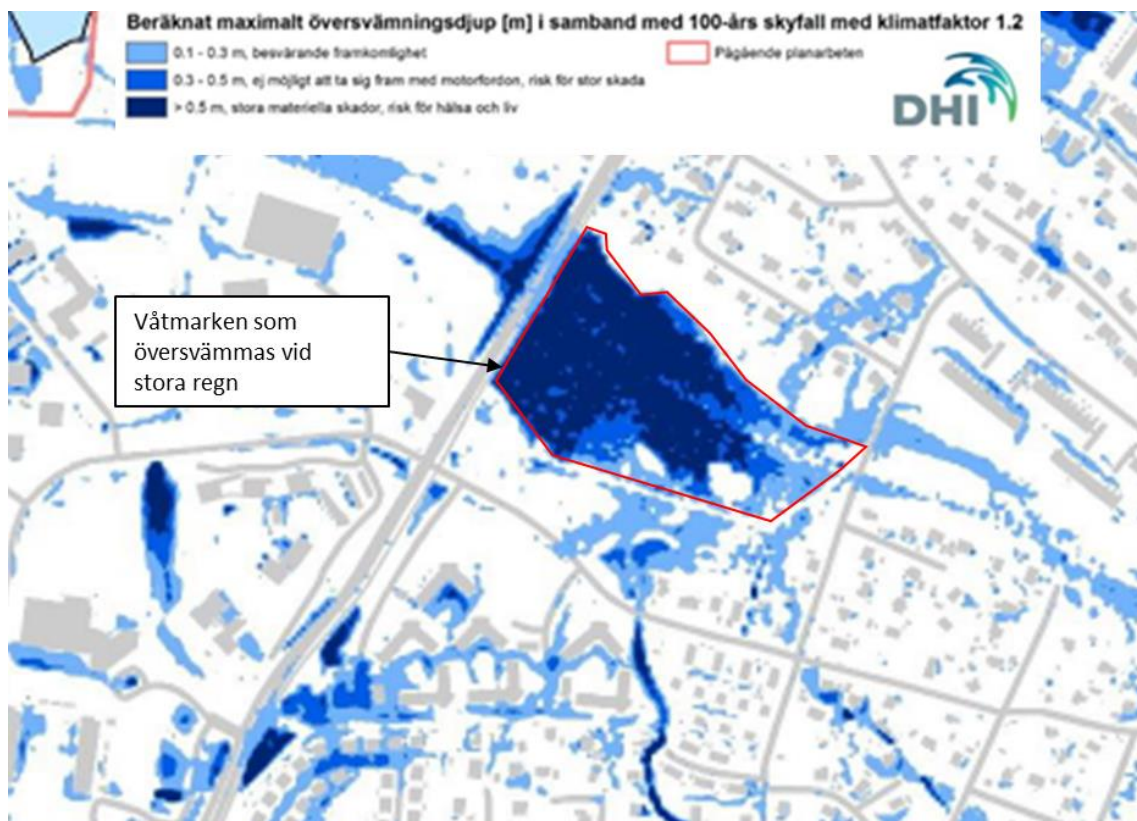 Beräknat maximalt översvämningsdjup [m] i samband med 100-års skyfall med klimatfaktor 1.2
0.1 - 0.3 m, besvärande framkomlighet
Pågående planarbeten
0.3 - 0.5 m, ej möjligt att ta sig fram med motorfordon, risk för stor skada
> 0.5 m, stora materiella skador, risk för hälsa och liv
DHI
Våtmarken som
översvämmas vid
stora regn